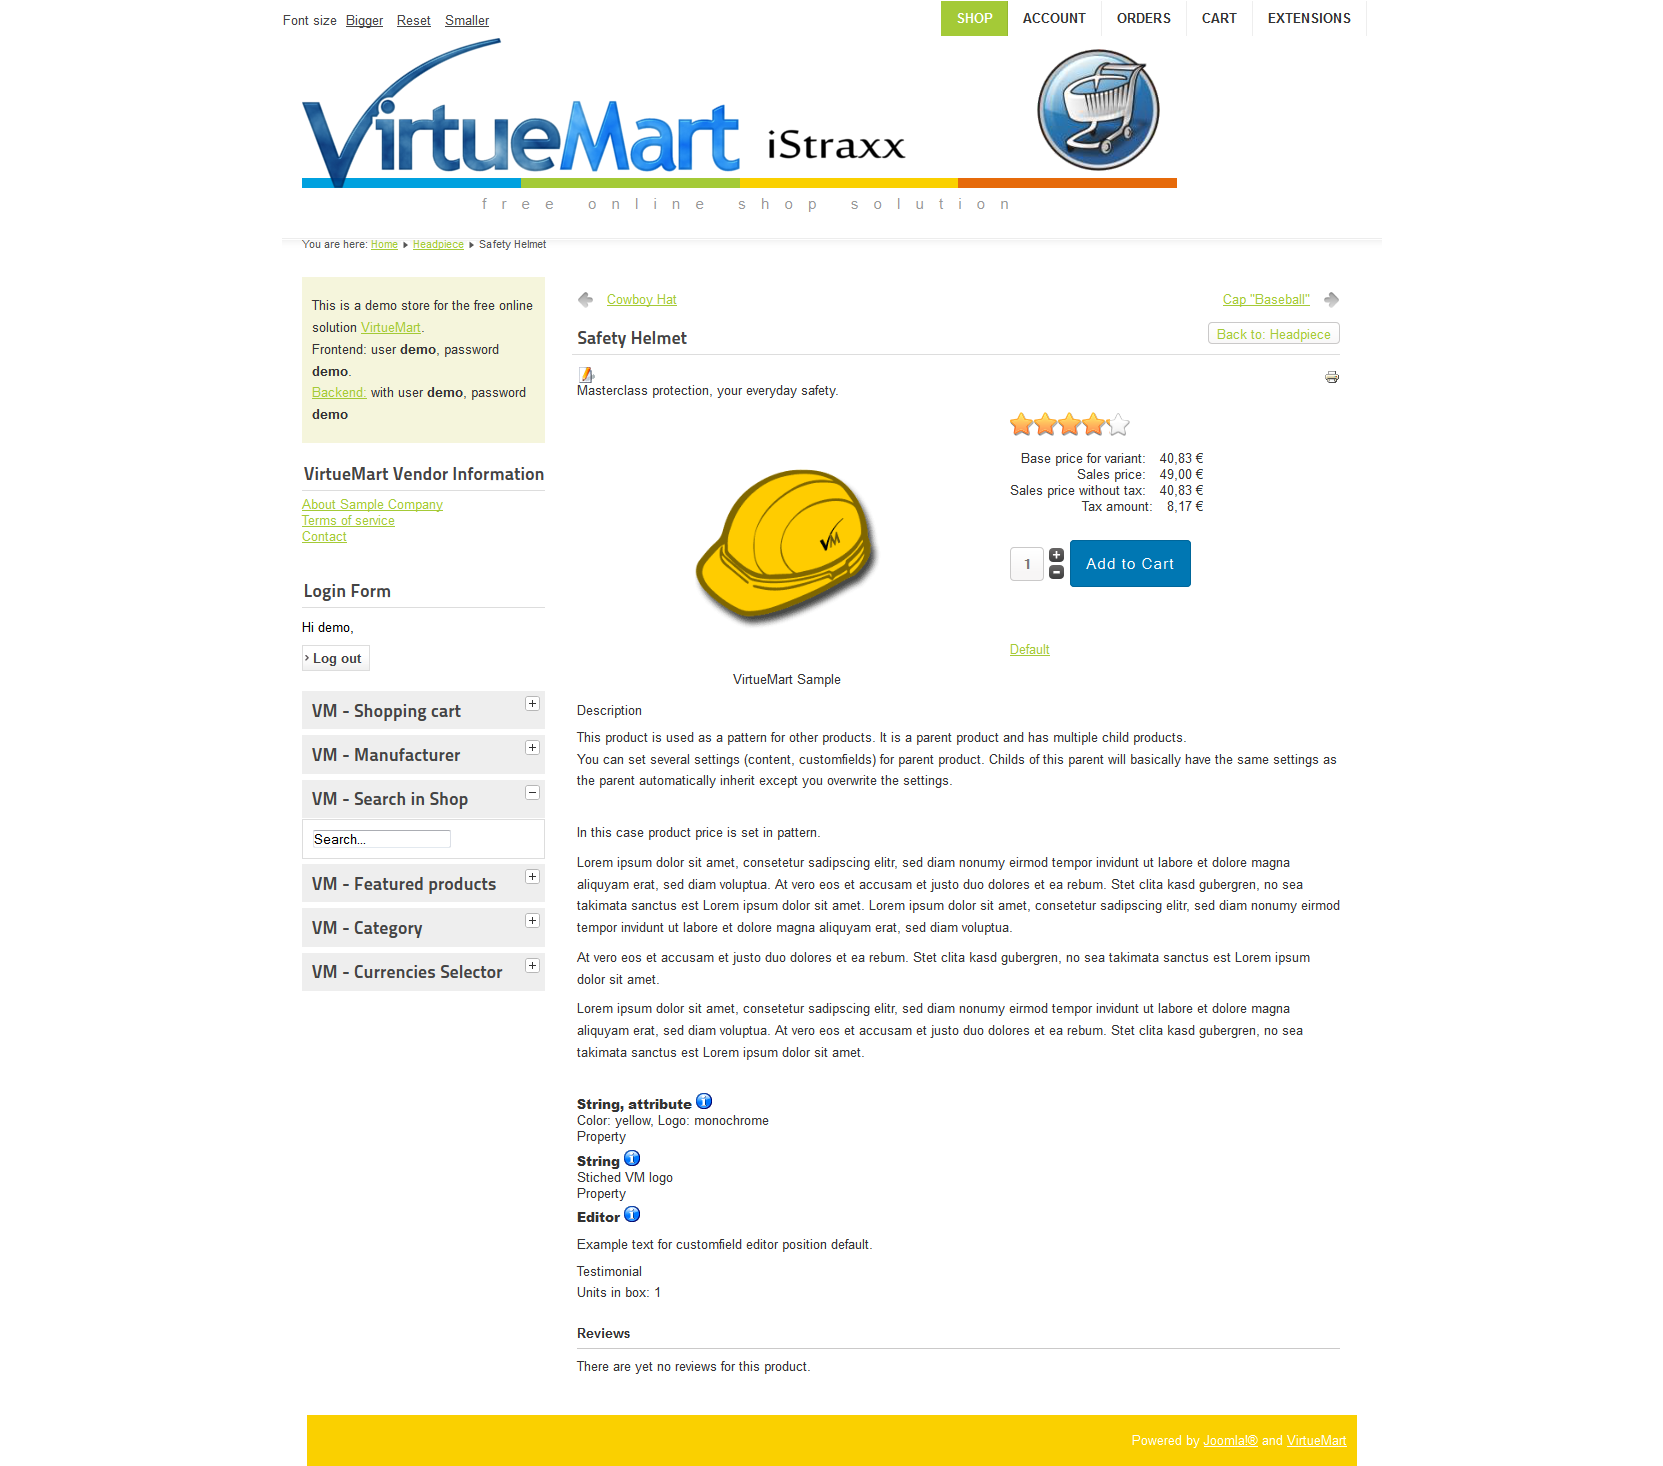 Font size Bigger Reset Smaller
SHOP ACCOUNT ORDERS CART EXTENSIONS
VirtueMart iStraxx
free online shop solution
You are here: Home Headpiece Safety Helmet
This is a demo store for the free online
solution VirtueMart.
Frontend: user demo, password
demo.
Backend: with user demo, password
demo
VirtueMart Vendor Information
About Sample Company
Terms of service
Contact
Login Form
Hi demo,
Log out
VM - Shopping cart
VM - Manufacturer
VM - Search in Shop
Search...
VM - Featured products
VM - Category
VM - Currencies Selector
Cowboy Hat
Cap "Baseball"
Safety Helmet
Back to: Headpiece
Masterclass protection, your everyday safety.
VM
VirtueMart Sample
Base price for variant: 40,83 €
Sales price: 49,00 €
Sales price without tax: 40,83 €
Tax amount: 8,17 €
1
Add to Cart
Default
Description
This product is used as a pattern for other products. It is a parent product and has multiple child products.
You can set several settings (content, customfields) for parent product. Childs of this parent will basically have the same settings as
the parent automatically inherit except you overwrite the settings.
In this case product price is set in pattern.
Lorem ipsum dolor sit amet, consetetur sadipscing elitr, sed diam nonumy eirmod tempor invidunt ut labore et dolore magna
aliquyam erat, sed diam voluptua. At vero eos et accusam et justo duo dolores et ea rebum. Stet clita kasd gubergren, no sea
takimata sanctus est Lorem ipsum dolor sit amet. Lorem ipsum dolor sit amet, consetetur sadipscing elitr, sed diam nonumy eirmod
tempor invidunt ut labore et dolore magna aliquyam erat, sed diam voluptua.
At vero eos et accusam et justo duo dolores et ea rebum. Stet clita kasd gubergren, no sea takimata sanctus est Lorem ipsum
dolor sit amet.
Lorem ipsum dolor sit amet, consetetur sadipscing elitr, sed diam nonumy eirmod tempor invidunt ut labore et dolore magna
aliquyam erat, sed diam voluptua. At vero eos et accusam et justo duo dolores et ea rebum. Stet clita kasd gubergren, no sea
takimata sanctus est Lorem ipsum dolor sit amet.
String, attribute
Color: yellow, Logo: monochrome
Property
String
Stiched VM logo
Property
Editor
Example text for customfield editor position default.
Testimonial
Units in box: 1
Reviews
There are yet no reviews for this product.
Powered by Joomla!® and VirtueMart